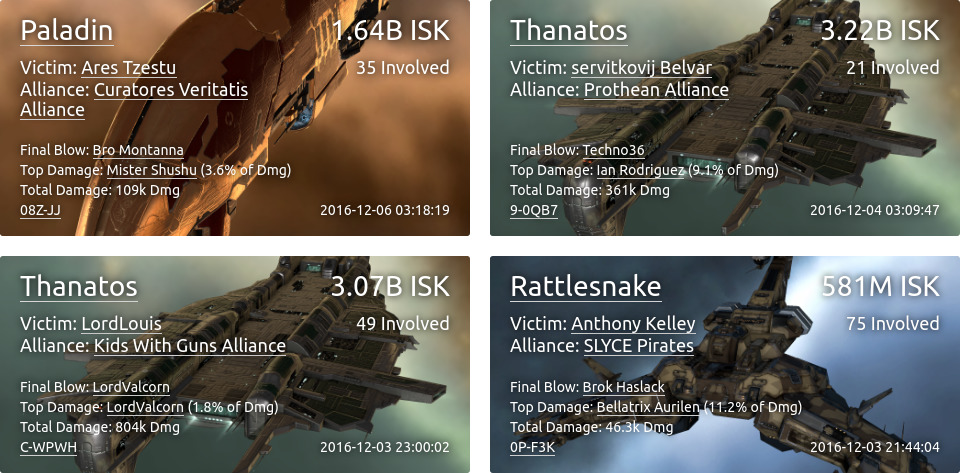 Paladin
1.64B ISK
Victim: Ares Tzestu
35 Involved
Alliance: Curatores Veritatis
Alliance
Final Blow: Bro Montanna
Top Damage: Mister Shushu (3.6% of Dmg)
Total Damage: 109k Dmg
08Z-JJ
2016-12-06 03:18:19
Thanatos
3.22B ISK
Victim: servitkovij Belvar
21 Involved
Alliance: Prothean Alliance
Final Blow: Techno36
Top Damage: Ian Rodriguez (9.1% of Dmg)
Total Damage: 361k Dmg
9-0QB7
2016-12-04 03:09:47
Thanatos
3.07B ISK
Victim: LordLouis
49 Involved
Alliance: Kids With Guns Alliance
Final Blow: LordValcorn
Top Damage: LordValcorn (1.8% of Dmg)
Total Damage: 804k Dmg
C-WPWH
2016-12-03 23:00:02
Rattlesnake
581M ISK
Victim: Anthony Kelley
75 Involved
Alliance: SLYCE Pirates
Final Blow: Brok Haslack
Top Damage: Bellatrix Aurilen (11.2% of Dmg)
Total Damage: 46.3k Dmg
0P-F3K
2016-12-03 21:44:04